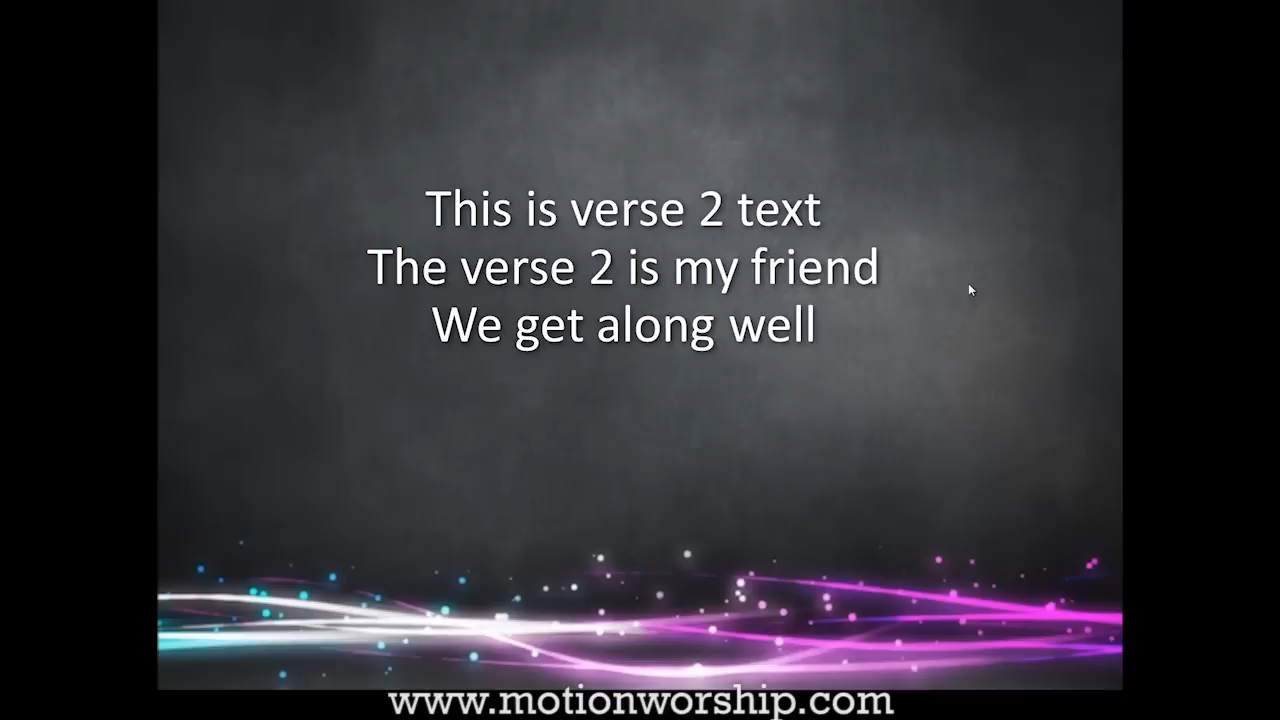 This is verse 2 text
The verse 2 is my friend
We get along well
www.motionworship.com